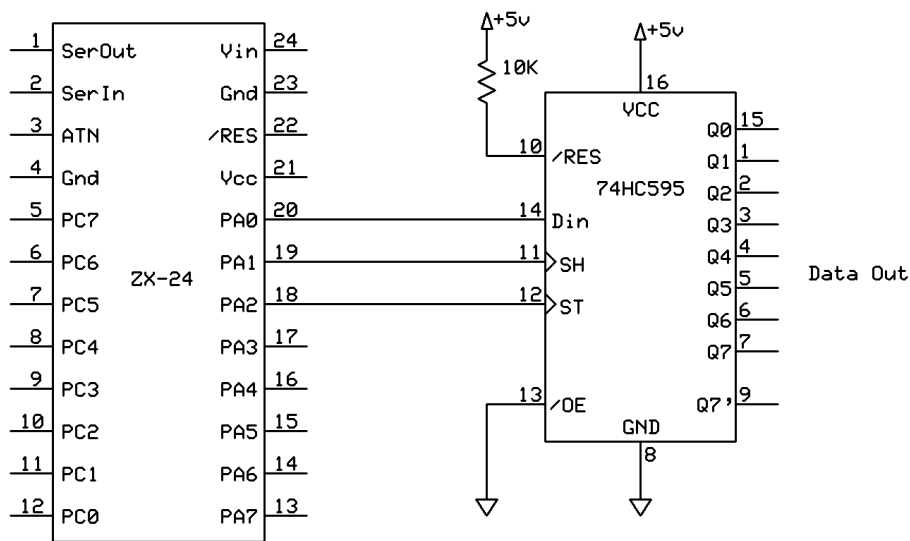 1 SerOut Vin 24
2 SerIn Gnd 23
3 ATN /RES 22
4 Gnd Vcc 21
5 PC7 PA0 20
6 PC6 PA1 19
ZX-24
7 PC5 PA2 18
8 PC4 PA3 17
9 PC3 PA4 16
10 PC2 PA5 15
11 PC1 PA6 14
12 PC0 PA7 13
+5v
10K
+5v
16
VCC
10 /RES
74HC595
14 Din
11 SH
12 ST
13 /OE
GND
8
Q0 15
Q1 1
Q2 2
Q3 3
Q4 4
Q5 5
Q6 6
Q7 7
Q7' 9
Data Out